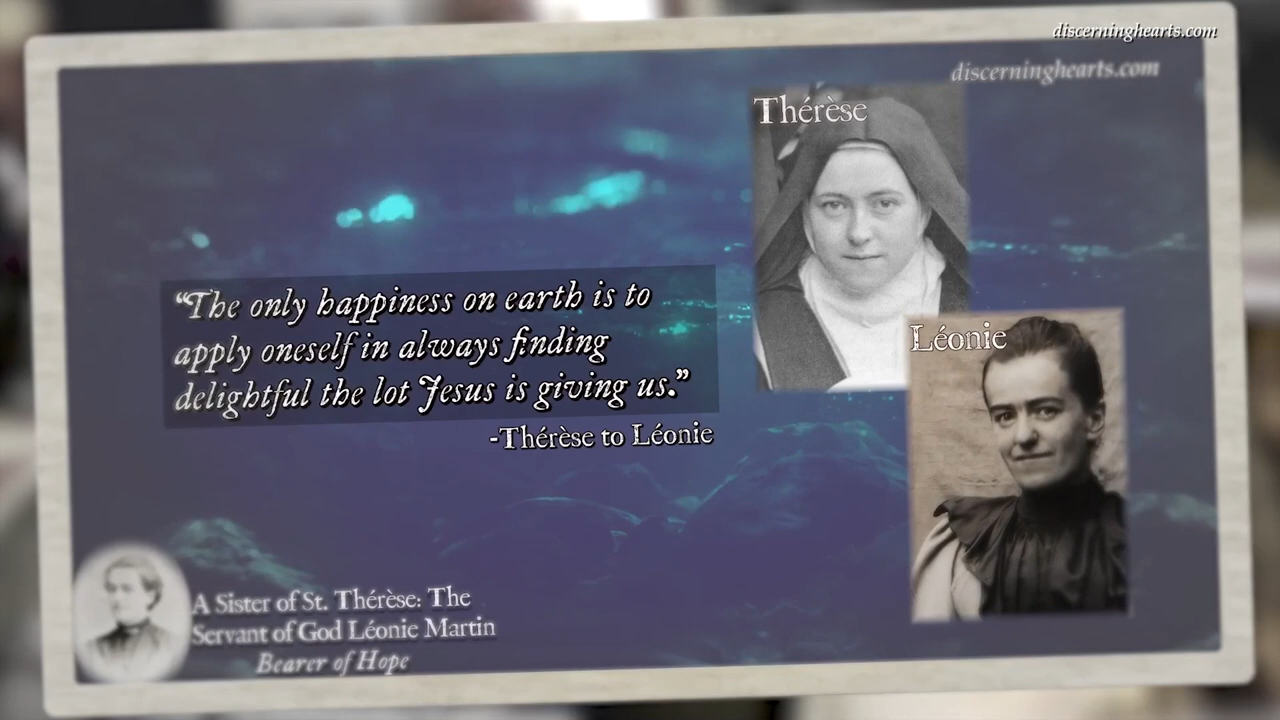 discerninghearts.com
discerninghearts.com
Thérèse
Léonie
“The only happiness on earth is to
apply oneself in always finding
delightful the lot Jesus is giving us.”
-Thérèse to Léonie
A Sister of St. Thérèse: The
Servant of God Léonie Martin
Bearer of Hope